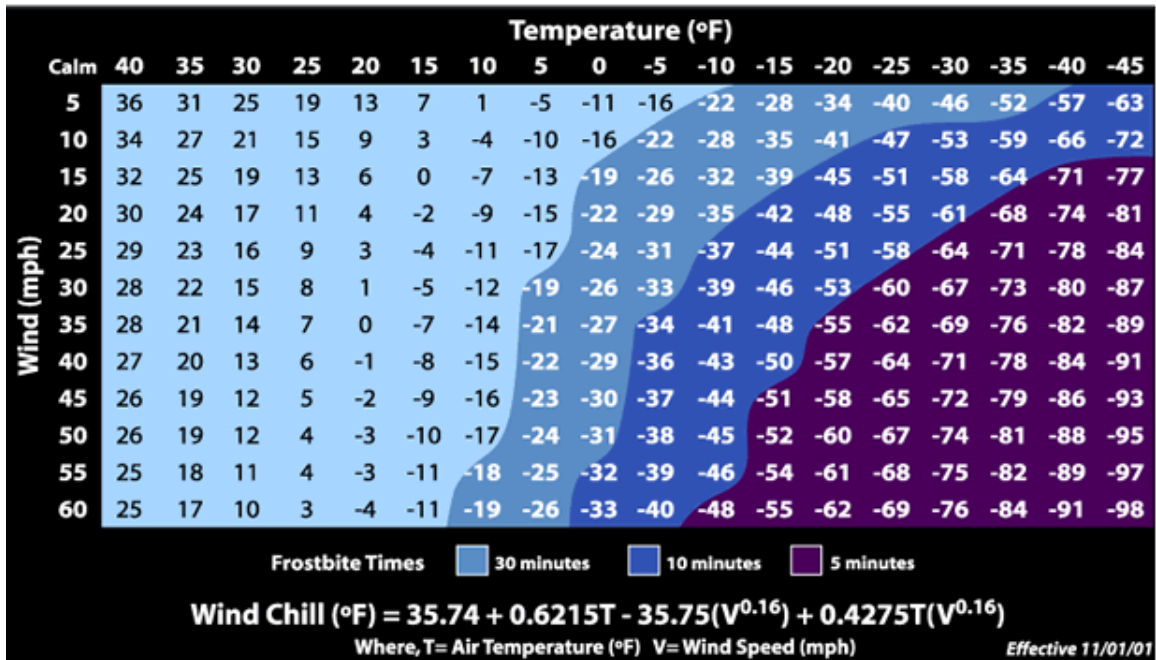 Temperature (ºF)
Calm 40 35 30 25 20 15 10 5 0 -5 -10 -15 -20 -25 -30 -35 -40 -45
5 36 31 25 19 13 7 1 -5 -11 -16 -22 -28 -34 -40 -46 -52 -57 -63
10 34 27 21 15 9 3 -4 -10 -16 -22 -28 -35 -41 -47 -53 -59 -66 -72
15 32 25 19 13 6 0 -7 -13 -19 -26 -32 -39 -45 -51 -58 -64 -71 -77
20 30 24 17 11 4 -2 -9 -15 -22 -29 -35 -42 -48 -55 -61 -68 -74 -81
25 29 23 16 9 3 -4 -11 -17 -24 -31 -37 -44 -51 -58 -64 -71 -78 -84
30 28 22 15 8 1 -5 -12 -19 -26 -33 -39 -46 -53 -60 -67 -73 -80 -87
35 28 21 14 7 0 -7 -14 -21 -27 -34 -41 -48 -55 -62 -69 -76 -82 -89
40 27 20 13 6 -1 -8 -15 -22 -29 -36 -43 -50 -57 -64 -71 -78 -84 -91
45 26 19 12 5 -2 -9 -16 -23 -30 -37 -44 -51 -58 -65 -72 -79 -86 -93
50 26 19 12 4 -3 -10 -17 -24 -31 -38 -45 -52 -60 -67 -74 -81 -88 -95
55 25 18 11 4 -3 -11 -18 -25 -32 -39 -46 -54 -61 -68 -75 -82 -89 -97
60 25 17 10 3 -4 -11 -19 -26 -33 -40 -48 -55 -62 -69 -76 -84 -91 -98
Wind (mph)
Frostbite Times 30 minutes 10 minutes 5 minutes
Wind Chill (ºF) = 35.74 + 0.6215T - 35.75(V^0.16) + 0.4275T(V^0.16)
Where, T= Air Temperature (ºF) V= Wind Speed (mph) Effective 11/01/01